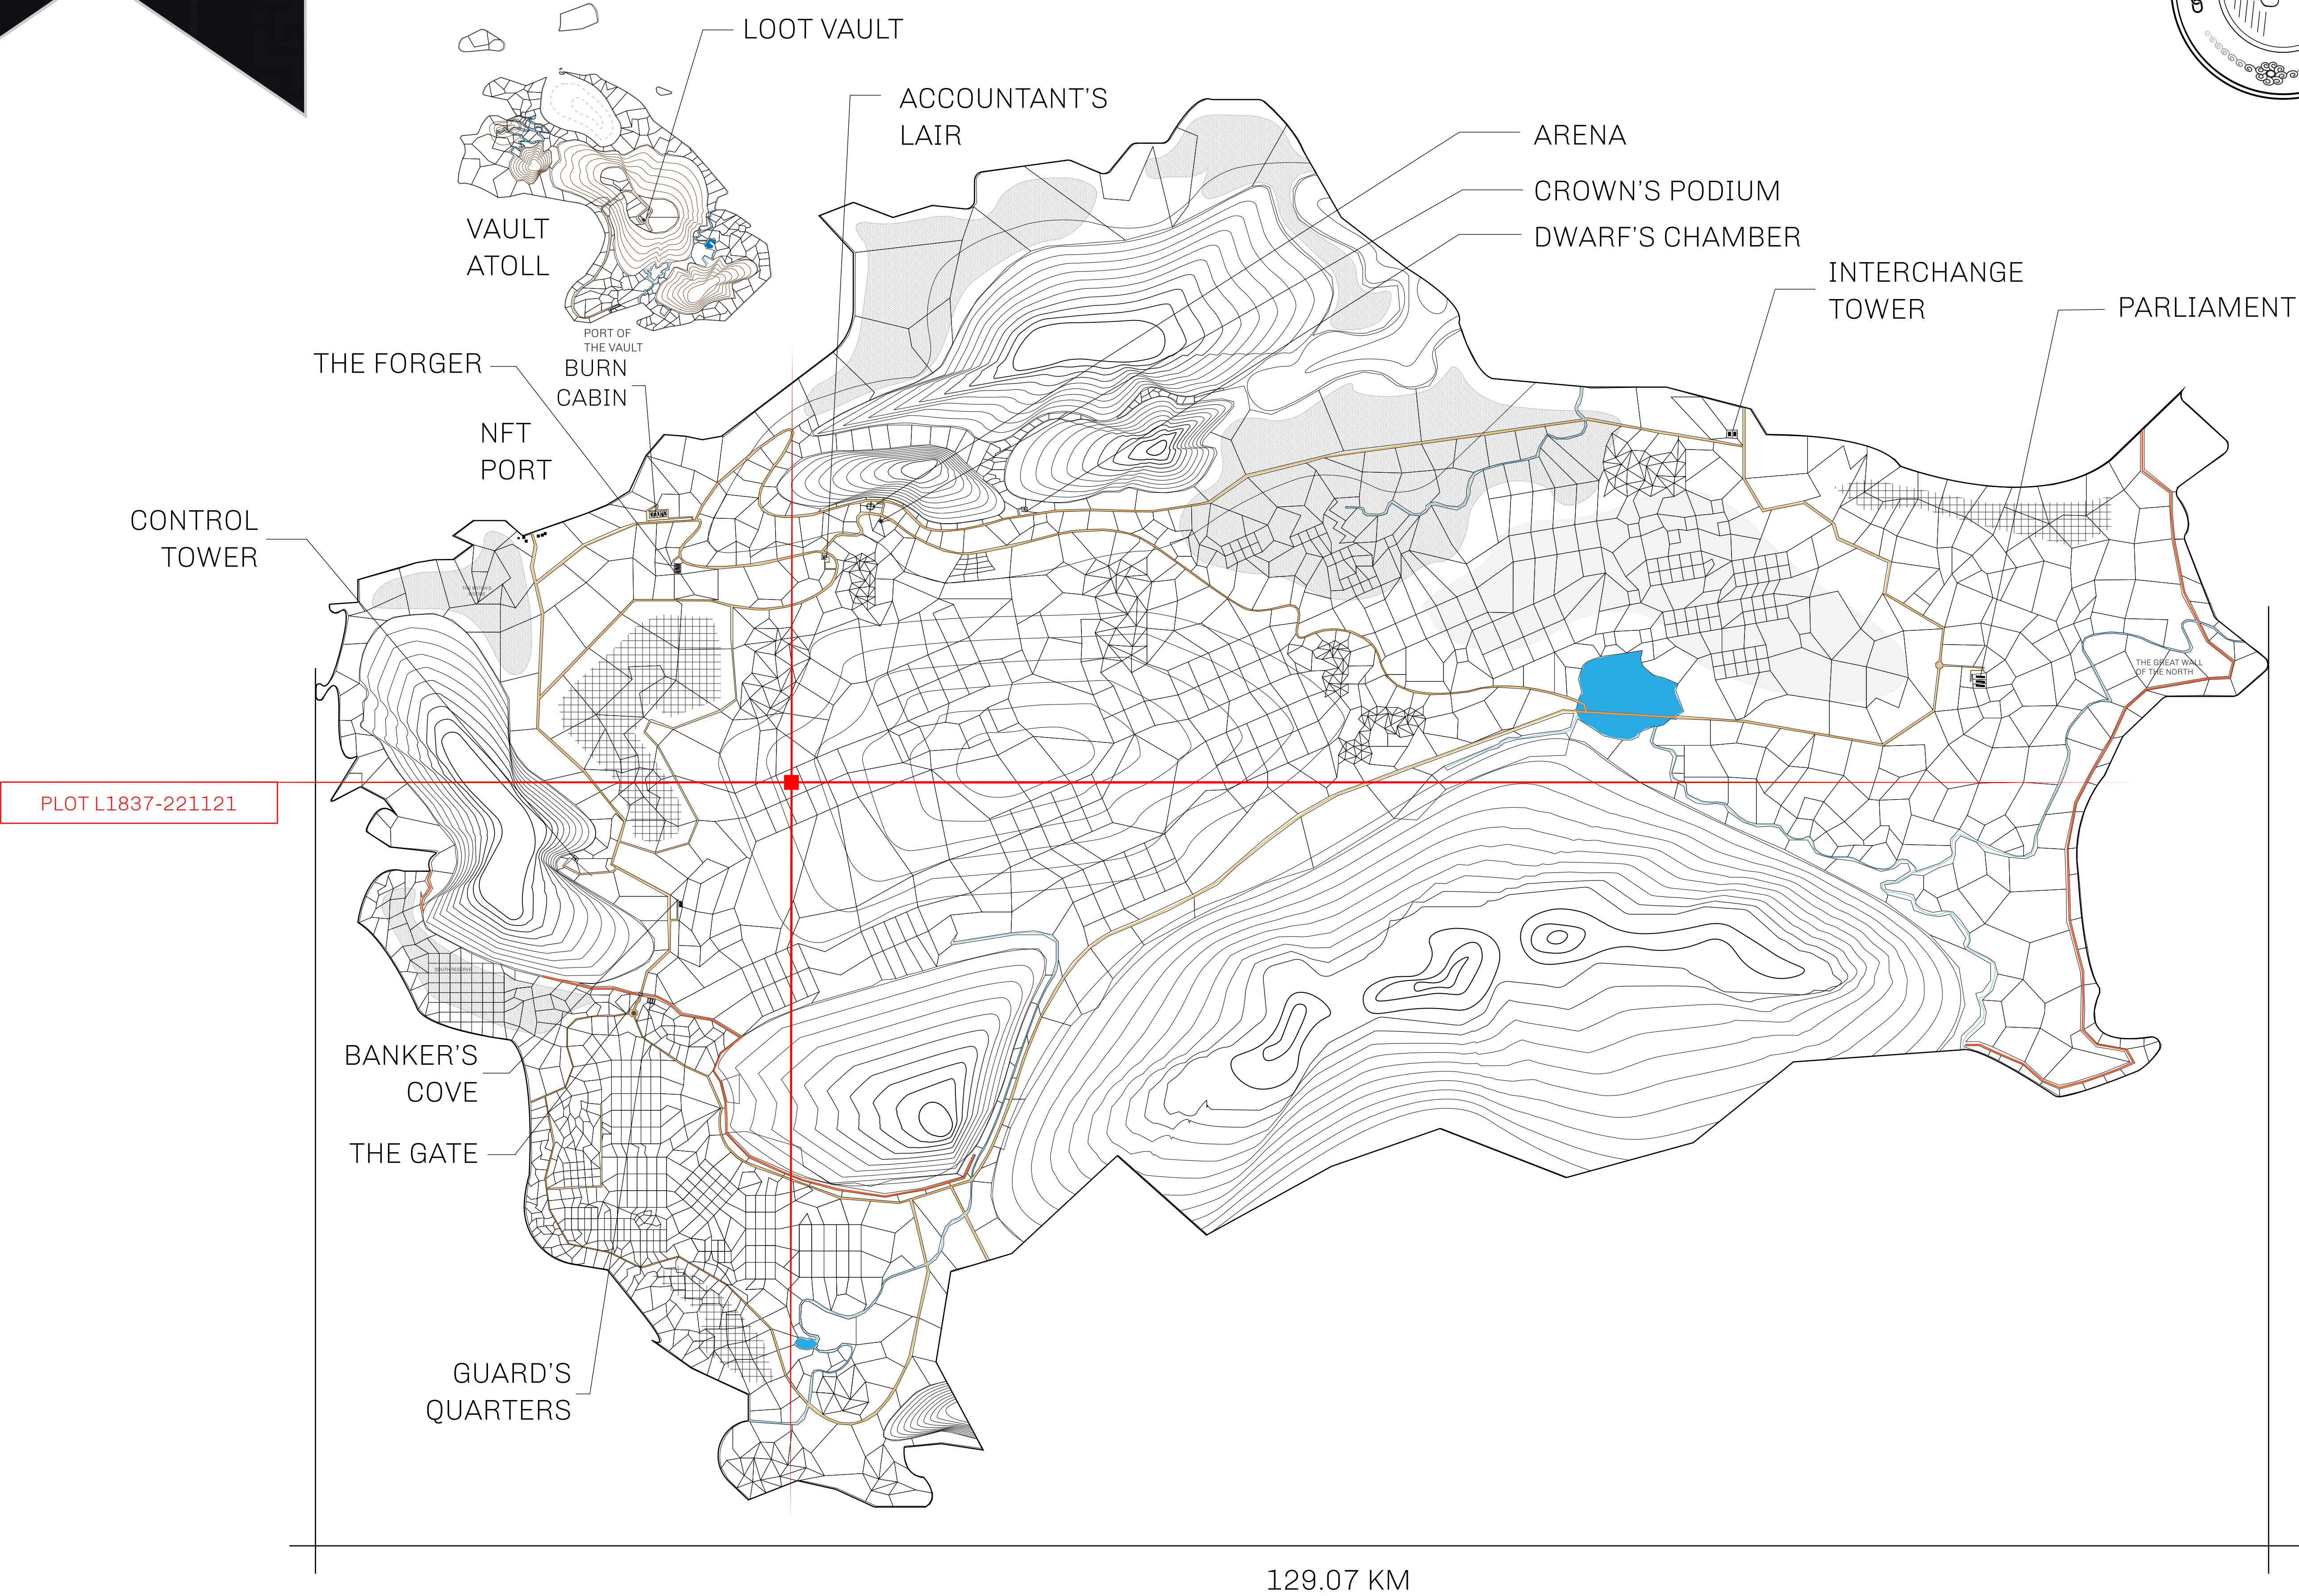 LOOT VAULT
ACCOUNTANT'S
LAIR
ARENA
CROWN'S PODIUM
DWARF'S CHAMBER
INTERCHANGE
TOWER
PARLIAMENT
VAULT
ATOLL
PORT OF
THE VAULT
THE FORGER
BURN
CABIN
NFT
PORT
CONTROL
TOWER
THE GREAT WALL
OF THE NORTH
PLOT L1837-221121
SOUTH RESERVE
BANKER'S
COVE
THE GATE
GUARD'S
QUARTERS
129.07 KM